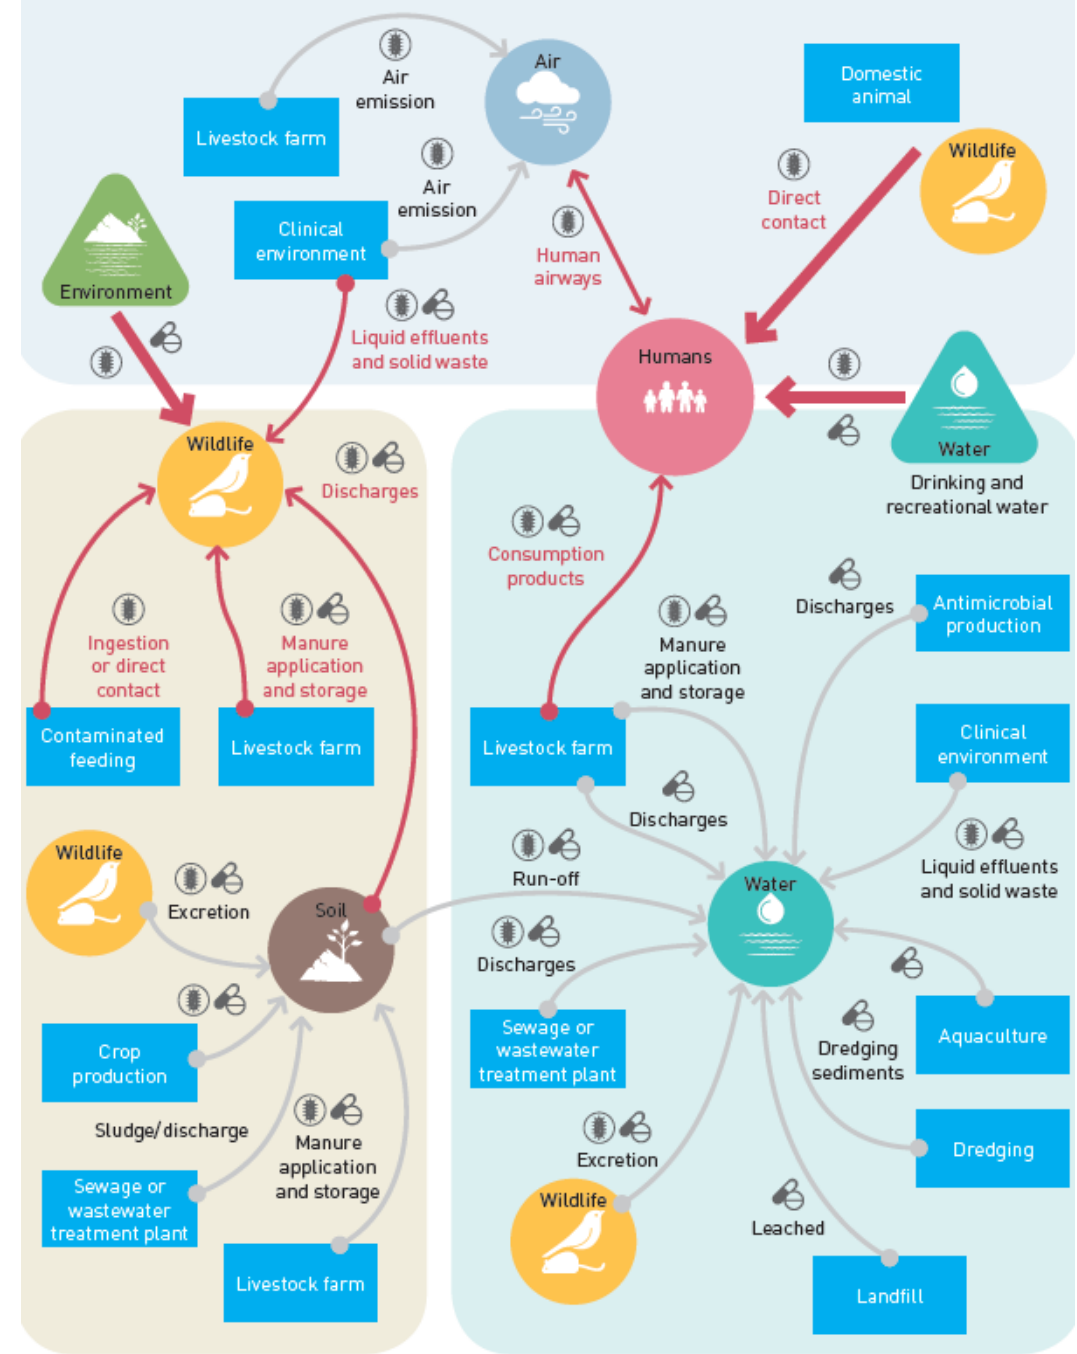 Air
Air
emission
Domestic
animal
Livestock farm
Wildlife
Air
emission
Direct
contact
Clinical
environment
Human
airways
Environment
Liquid effluents
and solid waste
Humans
Water
Drinking and
recreational water
Wildlife
Discharges
Consumption
products
Discharges
Antimicrobial
production
Ingestion
or direct
contact
Manure
application
and storage
Manure
application
and storage
Contaminated
feeding
Livestock farm
Livestock farm
Clinical
environment
Discharges
Wildlife
Excretion
Soil
Run-off
Water
Liquid effluents
and solid waste
Discharges
Crop
production
Sewage or
wastewater
treatment plant
Dredging
sediments
Aquaculture
Sludge/discharge
Manure
application
and storage
Excretion
Dredging
Sewage or
wastewater
treatment plant
Wildlife
Leached
Livestock farm
Landfill